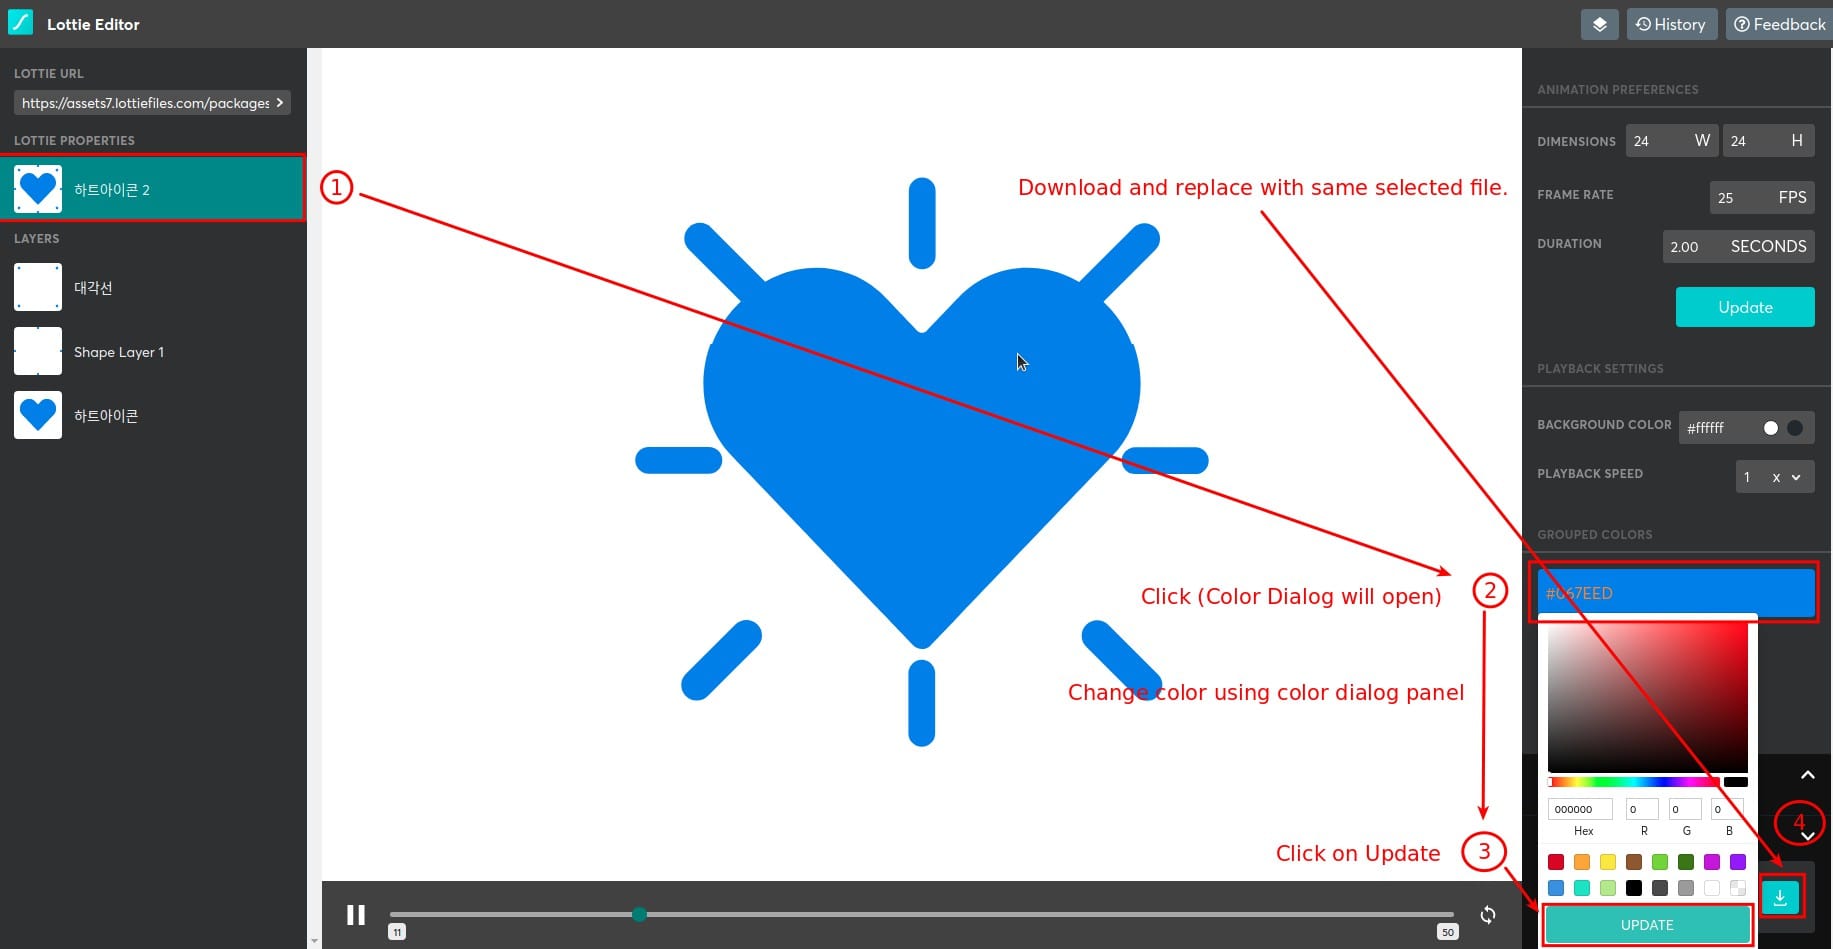 Lottie Editor
History
Feedback
LOTTIE URL
https://assets7.lottiefiles.com/packages
LOTTIE PROPERTIES
하트아이콘 2
LAYERS
대각선
Shape Layer 1
하트아이콘
1
Download and replace with same selected file.
Click (Color Dialog will open)
2
Change color using color dialog panel
Click on Update
3
11
50
ANIMATION PREFERENCES
DIMENSIONS
24 W
24 H
FRAME RATE
25 FPS
DURATION
2.00 SECONDS
Update
PLAYBACK SETTINGS
BACKGROUND COLOR
#ffffff
PLAYBACK SPEED
1 x
GROUPED COLORS
#067EED
000000
0
0
0
Hex
R
G
B
4
UPDATE